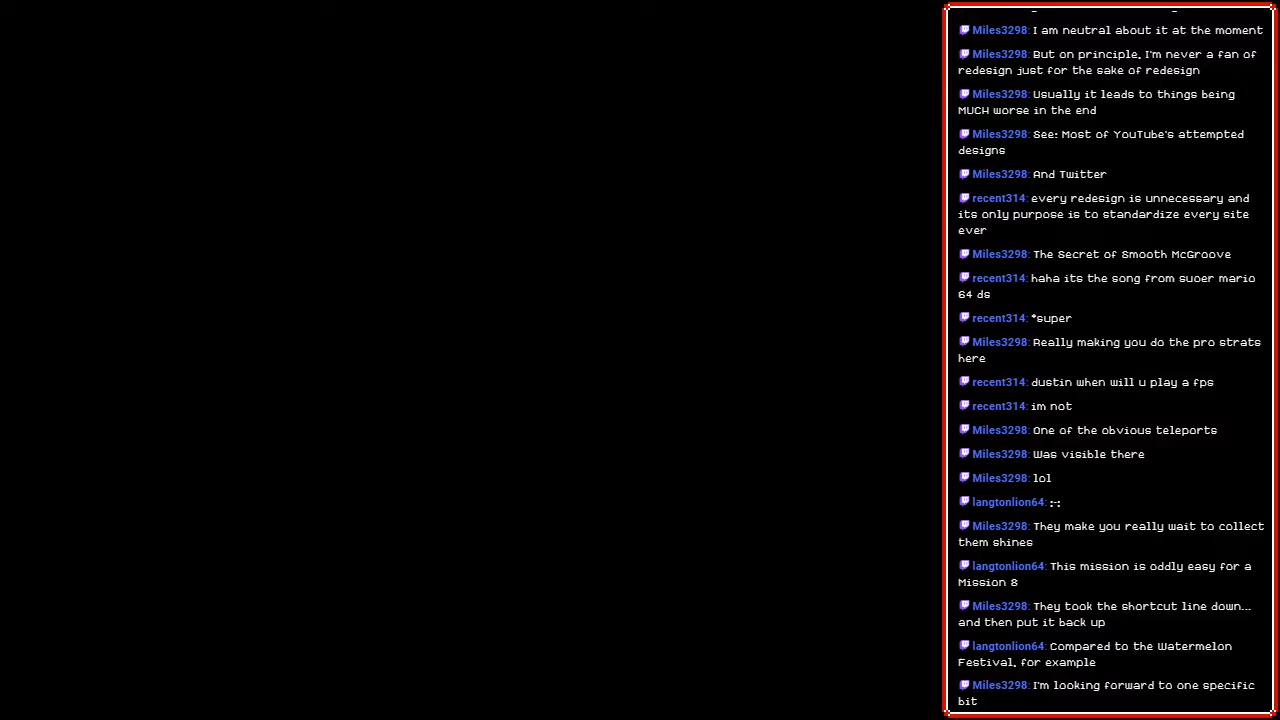 Miles3298: I am neutral about it at the moment
Miles3298: But on principle, I'm never a fan of
redesign just for the sake of redesign
Miles3298: Usually it leads to things being
MUCH worse in the end
Miles3298: See: Most of YouTube's attempted
designs
Miles3298: And Twitter
recent314: every redesign is unnecessary and
its only purpose is to standardize every site
ever
Miles3298: The Secret of Smooth McGroove
recent314: haha its the song from suoer mario
64 ds
recent314: *super
Miles3298: Really making you do the pro strats
here
recent314: dustin when will u play a fps
recent314: im not
Miles3298: One of the obvious teleports
Miles3298: Was visible there
Miles3298: lol
langtonlion64: :-:
Miles3298: They make you really wait to collect
them shines
langtonlion64: This mission is oddly easy for a
Mission 8
Miles3298: They took the shortcut line down...
and then put it back up
langtonlion64: Compared to the Watermelon
Festival, for example
Miles3298: I'm looking forward to one specific
bit